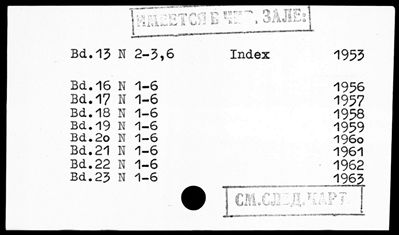 ИМЕЕТСЯ В ЧИТ. ЗАЛЕ:
Bd.13 N 2-3,6 Index 1953
Bd.16 N 1-6 1956
Bd.17 N 1-6 1957
Bd.18 N 1-6 1958
Bd.19 N 1-6 1959
Bd.2o N 1-6 196o
Bd.21 N 1-6 1961
Bd.22 N 1-6 1962
Bd.23 N 1-6 1963
СМ.СЛЕД.КАРТ